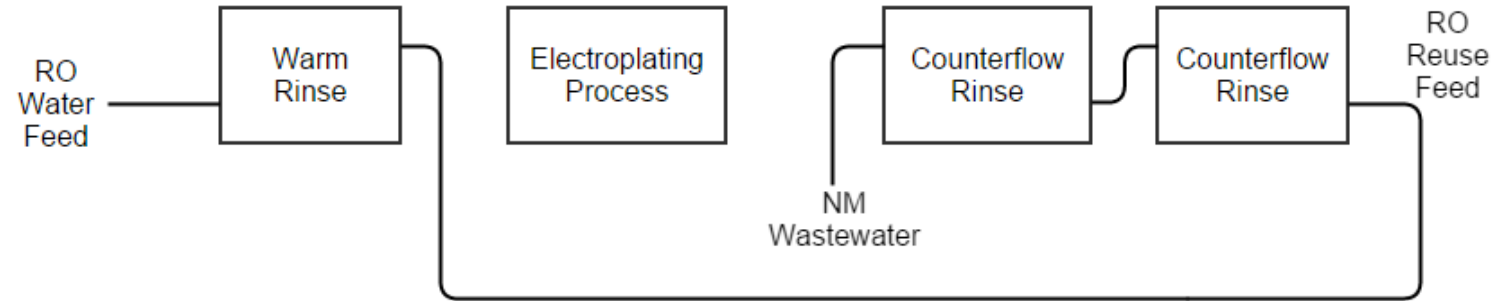 RO
Water
Feed
Warm
Rinse
Electroplating
Process
NM
Wastewater
Counterflow
Rinse
Counterflow
Rinse
RO
Reuse
Feed